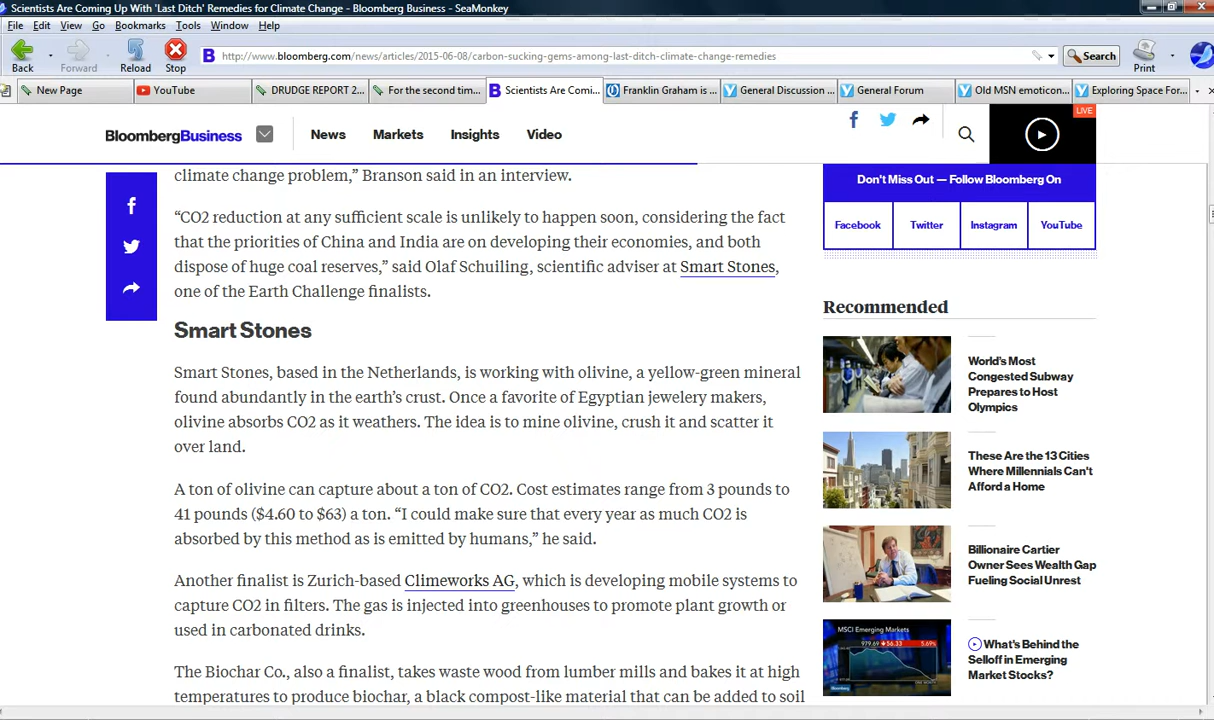 Scientists Are Coming Up With 'Last Ditch' Remedies for Climate Change - Bloomberg Business - SeaMonkey
File Edit View Go Bookmarks Tools Window Help
Back Forward Reload Stop
http://www.bloomberg.com/news/articles/2015-06-08/carbon-sucking-gems-among-last-ditch-climate-change-remedies
Search Print
New Page
YouTube
DRUDGE REPORT 2...
For the second tim...
Scientists Are Comi...
Franklin Graham is ...
General Discussion ...
General Forum
Old MSN emoticon...
Exploring Space For...
BloombergBusiness
News Markets Insights Video
LIVE
climate change problem,” Branson said in an interview.
“CO2 reduction at any sufficient scale is unlikely to happen soon, considering the fact
that the priorities of China and India are on developing their economies, and both
dispose of huge coal reserves,” said Olaf Schuiling, scientific adviser at Smart Stones,
one of the Earth Challenge finalists.
Smart Stones
Smart Stones, based in the Netherlands, is working with olivine, a yellow-green mineral
found abundantly in the earth’s crust. Once a favorite of Egyptian jewelery makers,
olivine absorbs CO2 as it weathers. The idea is to mine olivine, crush it and scatter it
over land.
A ton of olivine can capture about a ton of CO2. Cost estimates range from 3 pounds to
41 pounds ($4.60 to $63) a ton. “I could make sure that every year as much CO2 is
absorbed by this method as is emitted by humans,” he said.
Another finalist is Zurich-based Climeworks AG, which is developing mobile systems to
capture CO2 in filters. The gas is injected into greenhouses to promote plant growth or
used in carbonated drinks.
The Biochar Co., also a finalist, takes waste wood from lumber mills and bakes it at high
temperatures to produce biochar, a black compost-like material that can be added to soil
Don't Miss Out — Follow Bloomberg On
Facebook Twitter Instagram YouTube
Recommended
World’s Most
Congested Subway
Prepares to Host
Olympics
These Are the 13 Cities
Where Millennials Can't
Afford a Home
Billionaire Cartier
Owner Sees Wealth Gap
Fueling Social Unrest
MSCI Emerging Markets
979.69 56.33 5.69%
Bloomberg
What’s Behind the
Selloff in Emerging
Market Stocks?